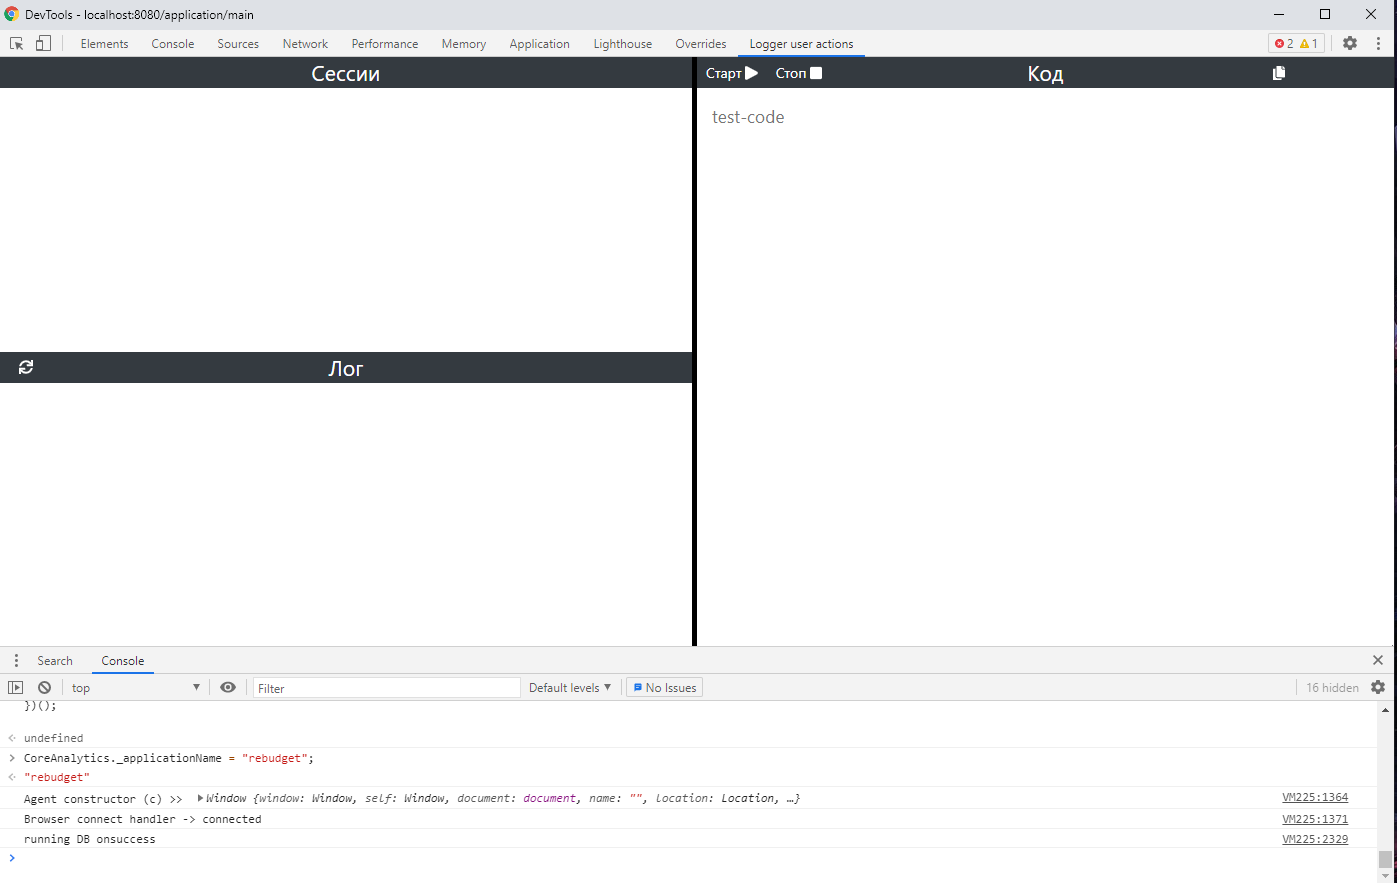 DevTools - localhost:8080/application/main
Elements Console Sources Network Performance Memory Application Lighthouse Overrides Logger user actions 2 1
Сессии
Старт Стоп Код
test-code
Лог
Search Console
top Filter Default levels No Issues 16 hidden
})();
undefined
CoreAnalytics._applicationName = "rebudget";
"rebudget"
Agent constructor (c) >> Window {window: Window, self: Window, document: document, name: "", location: Location, …} VM225:1364
Browser connect handler -> connected VM225:1371
running DB onsuccess VM225:2329